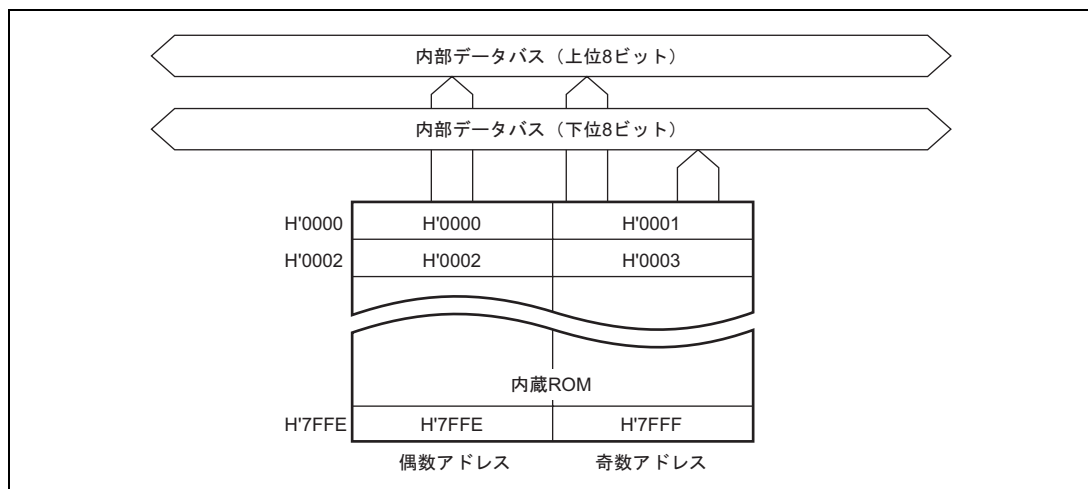 内部データバス（上位8ビット）
内部データバス（下位8ビット）
H'0000 H'0000 H'0001
H'0002 H'0002 H'0003
内蔵ROM
H'7FFE H'7FFE H'7FFF
偶数アドレス 奇数アドレス